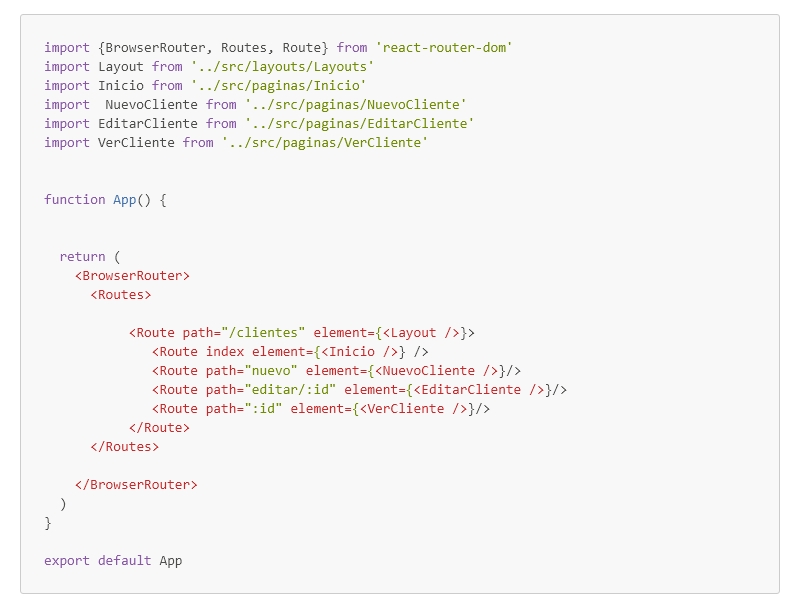 import {BrowserRouter, Routes, Route} from 'react-router-dom'
import Layout from '../src/layouts/Layouts'
import Inicio from '../src/paginas/Inicio'
import  NuevoCliente from '../src/paginas/NuevoCliente'
import EditarCliente from '../src/paginas/EditarCliente'
import VerCliente from '../src/paginas/VerCliente'
function App() {
  return (
    <BrowserRouter>
      <Routes>
           <Route path="/clientes" element={<Layout />}>
              <Route index element={<Inicio />} />
              <Route path="nuevo" element={<NuevoCliente />}/>
              <Route path="editar/:id" element={<EditarCliente />}/>
              <Route path=":id" element={<VerCliente />}/>
           </Route>
      </Routes>
    </BrowserRouter>
  )
}
export default App